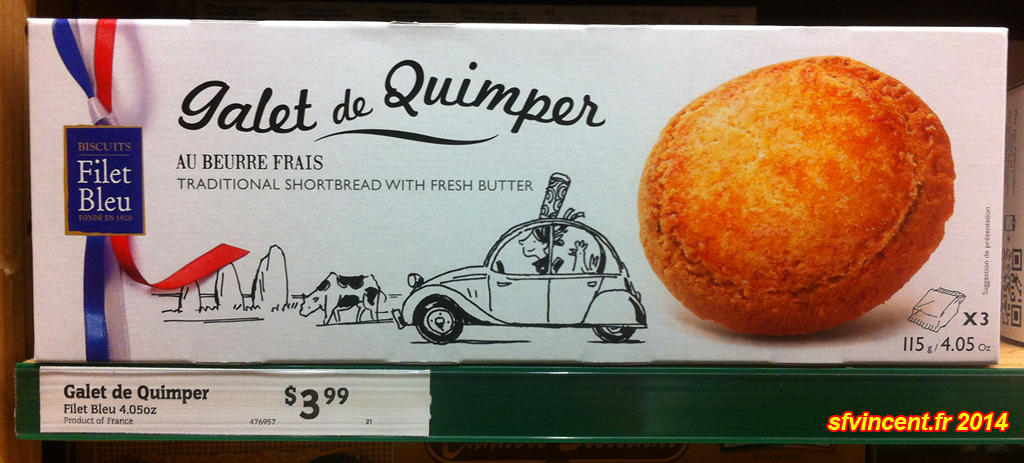 Galet de Quimper
AU BEURRE FRAIS
TRADITIONAL SHORTBREAD WITH FRESH BUTTER
BISCUITS
Filet
Bleu
FONDÉ EN 1920
Suggestion de présentation
X3
115g/4.05 Oz
Galet de Quimper
Filet Bleu 4.05oz
Product of France
476957
21
$3.99
sfvincent.fr 2014